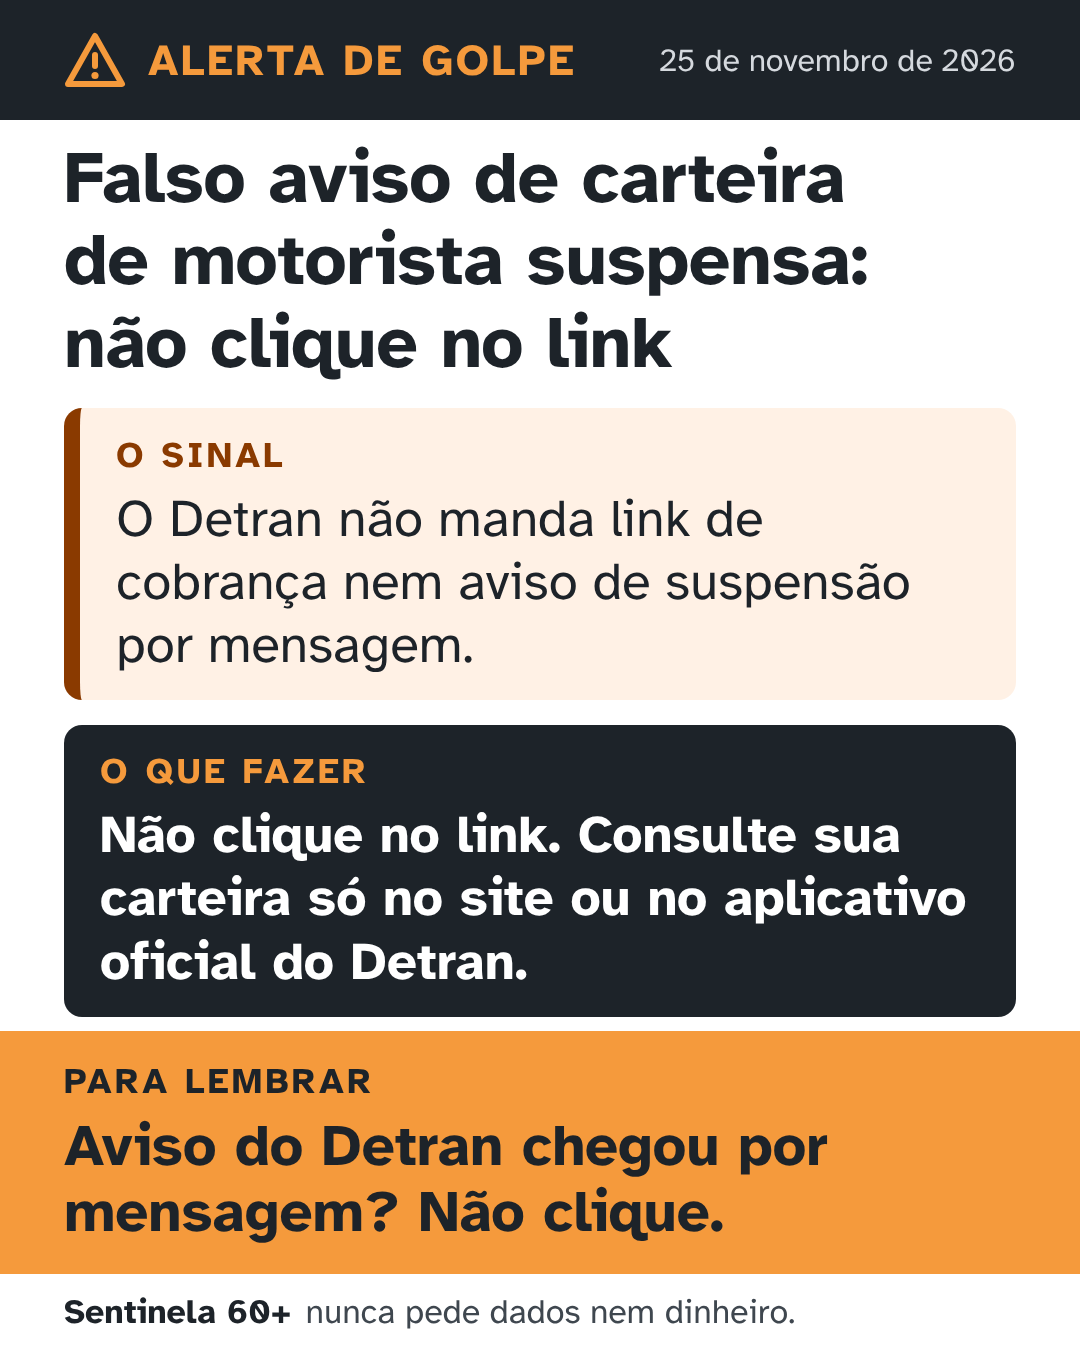 ALERTA DE GOLPE
25 de novembro de 2026
Falso aviso de carteira
de motorista suspensa:
não clique no link
O SINAL
O Detran não manda link de
cobrança nem aviso de suspensão
por mensagem.
O QUE FAZER
Não clique no link. Consulte sua
carteira só no site ou no aplicativo
oficial do Detran.
PARA LEMBRAR
Aviso do Detran chegou por
mensagem? Não clique.
Sentinela 60+ nunca pede dados nem dinheiro.